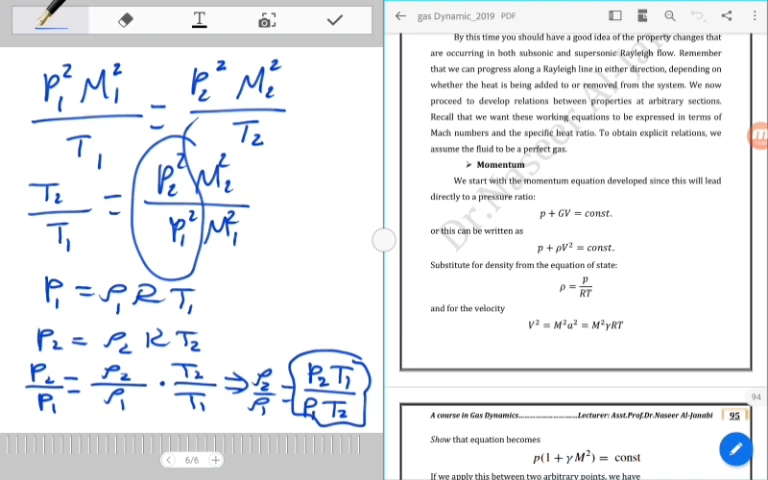 gas Dynamic_2019 PDF
P₁² M₁² / T₁ = P₂² M₂² / T₂
T₂ / T₁ = P₂² M₂² / P₁² M₁²
P₁ = ρ₁ R T₁
P₂ = ρ₂ R T₂
P₂ / P₁ = ρ₂ / ρ₁ · T₂ / T₁ ⇒ ρ₂ / ρ₁ = P₂ T₁ / P₁ T₂
6/6
By this time you should have a good idea of the property changes that
are occurring in both subsonic and supersonic Rayleigh flow. Remember
that we can progress along a Rayleigh line in either direction, depending on
whether the heat is being added to or removed from the system. We now
proceed to develop relations between properties at arbitrary sections.
Recall that we want these working equations to be expressed in terms of
Mach numbers and the specific heat ratio. To obtain explicit relations, we
assume the fluid to be a perfect gas.
➤ Momentum
We start with the momentum equation developed since this will lead
directly to a pressure ratio:
p + GV = const.
or this can be written as
p + ρV² = const.
Substitute for density from the equation of state:
ρ = p / RT
and for the velocity
V² = M²a² = M²γRT
Dr.Naseer Al-Jan
94
A course in Gas Dynamics…Lecturer: Asst.Prof.Dr.Naseer Al-Janabi 95
Show that equation becomes
p(1 + γM²) = const
If we apply this between two arbitrary points, we have